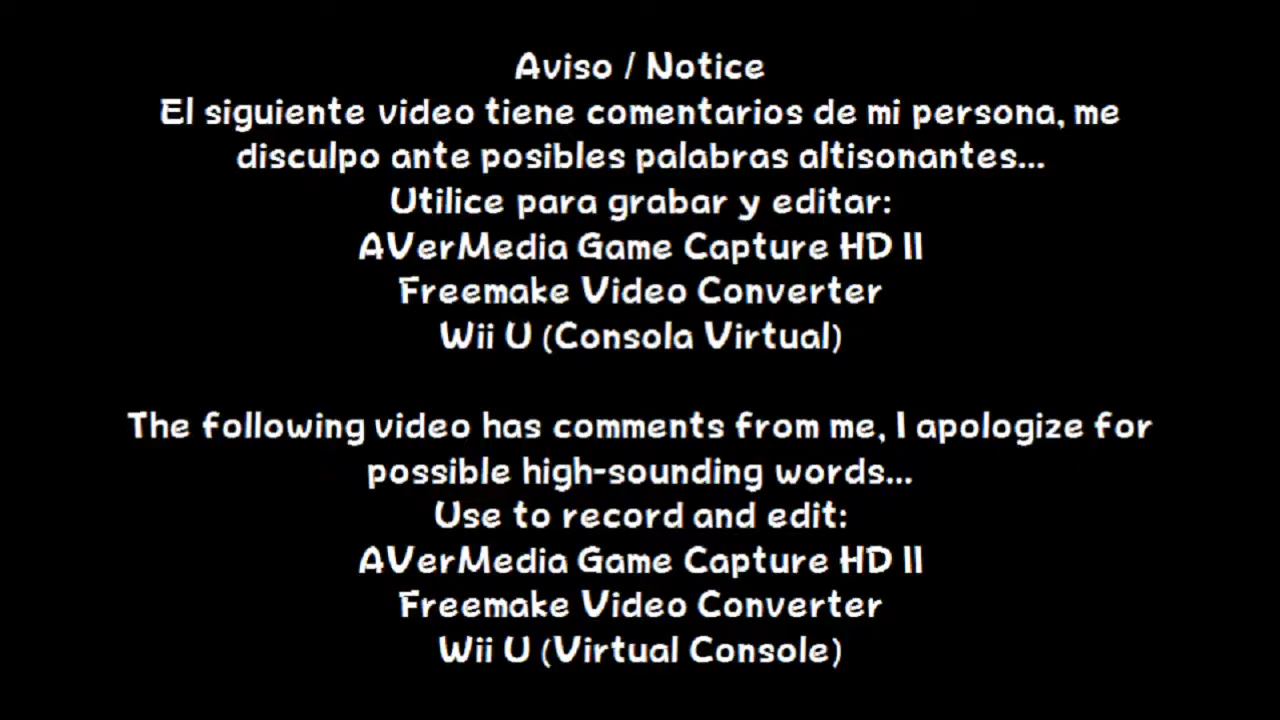 Aviso / Notice
El siguiente video tiene comentarios de mi persona, me
disculpo ante posibles palabras altisonantes...
Utilice para grabar y editar:
AVerMedia Game Capture HD II
Freemake Video Converter
Wii U (Consola Virtual)
The following video has comments from me, I apologize for
possible high-sounding words...
Use to record and edit:
AVerMedia Game Capture HD II
Freemake Video Converter
Wii U (Virtual Console)